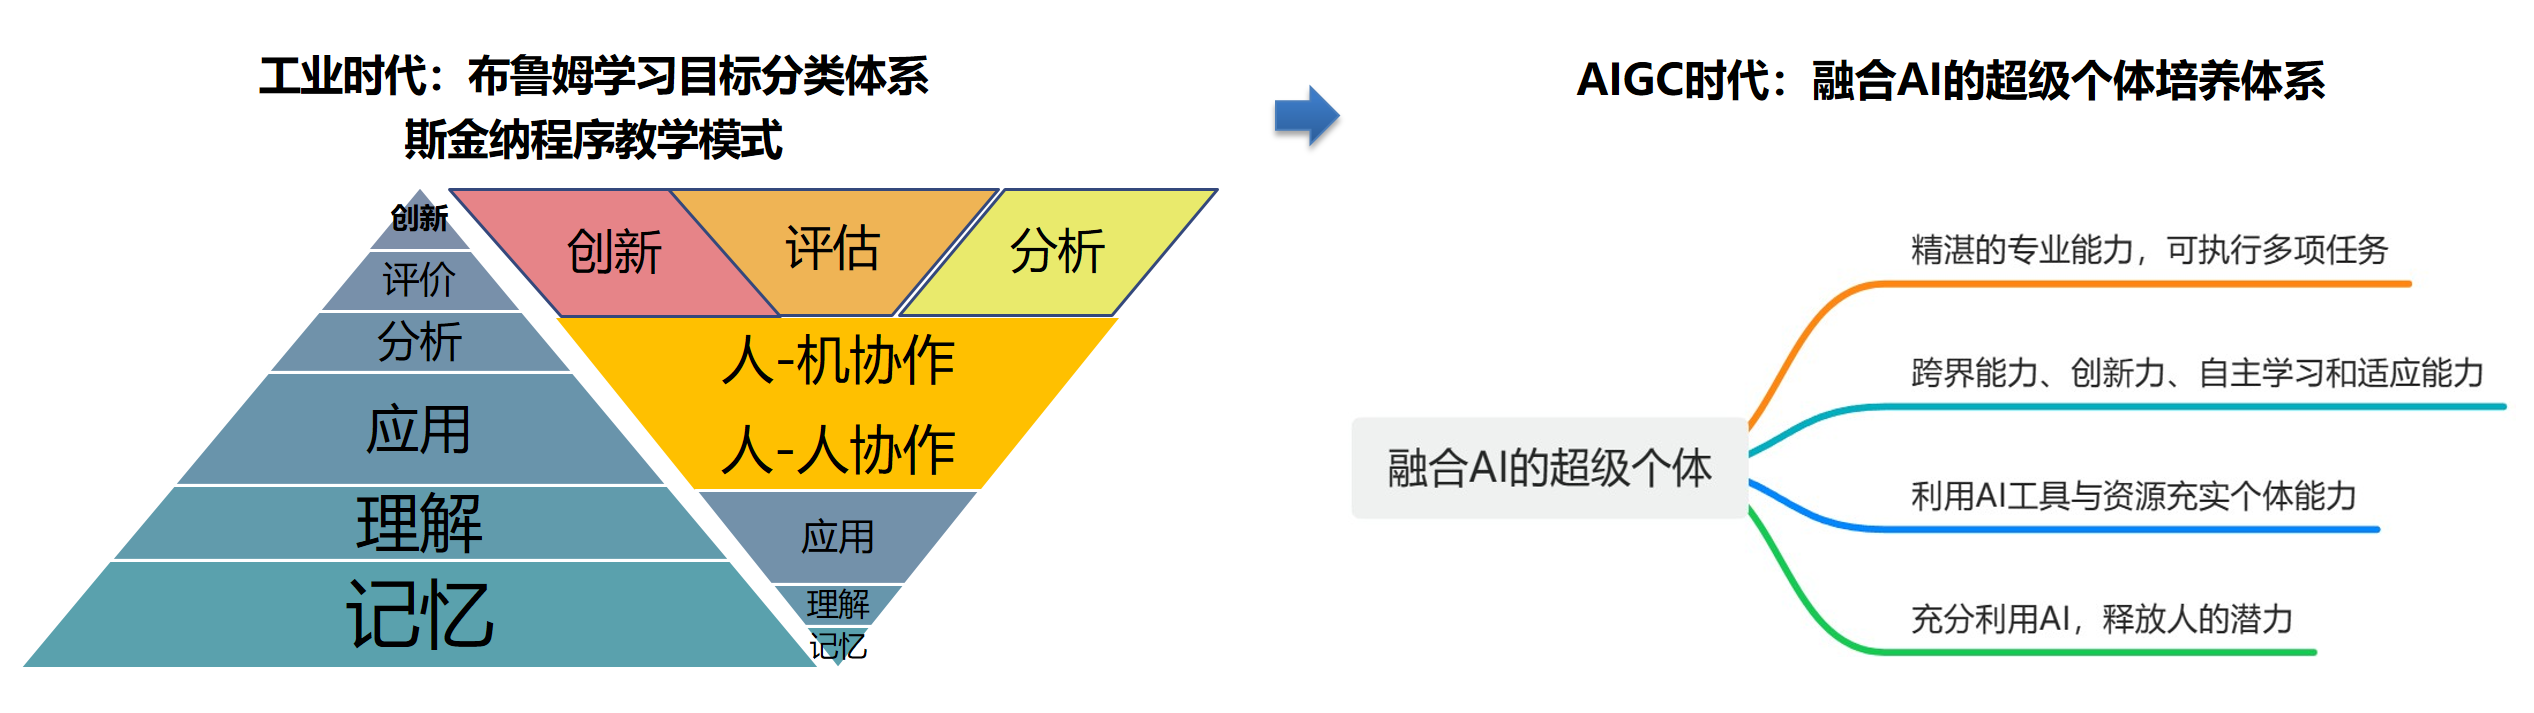 工业时代：布鲁姆学习目标分类体系
斯金纳程序教学模式
创新
评价
分析
应用
理解
记忆
创新
评估
分析
人-机协作
人-人协作
应用
理解
记忆
AIGC时代：融合AI的超级个体培养体系
融合AI的超级个体
精湛的专业能力，可执行多项任务
跨界能力、创新力、自主学习和适应能力
利用AI工具与资源充实个体能力
充分利用AI，释放人的潜力